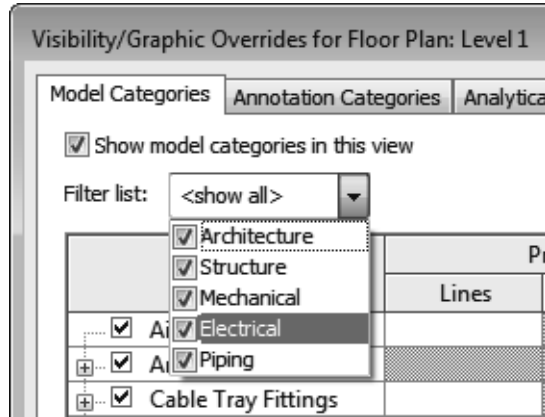 Visibility/Graphic Overrides for Floor Plan: Level 1
Model Categories Annotation Categories
Show model categories in this view
Filter list: <show all>
Architecture
Structure
Mechanical
Lines
Electrical
Piping
Cable Tray Fittings